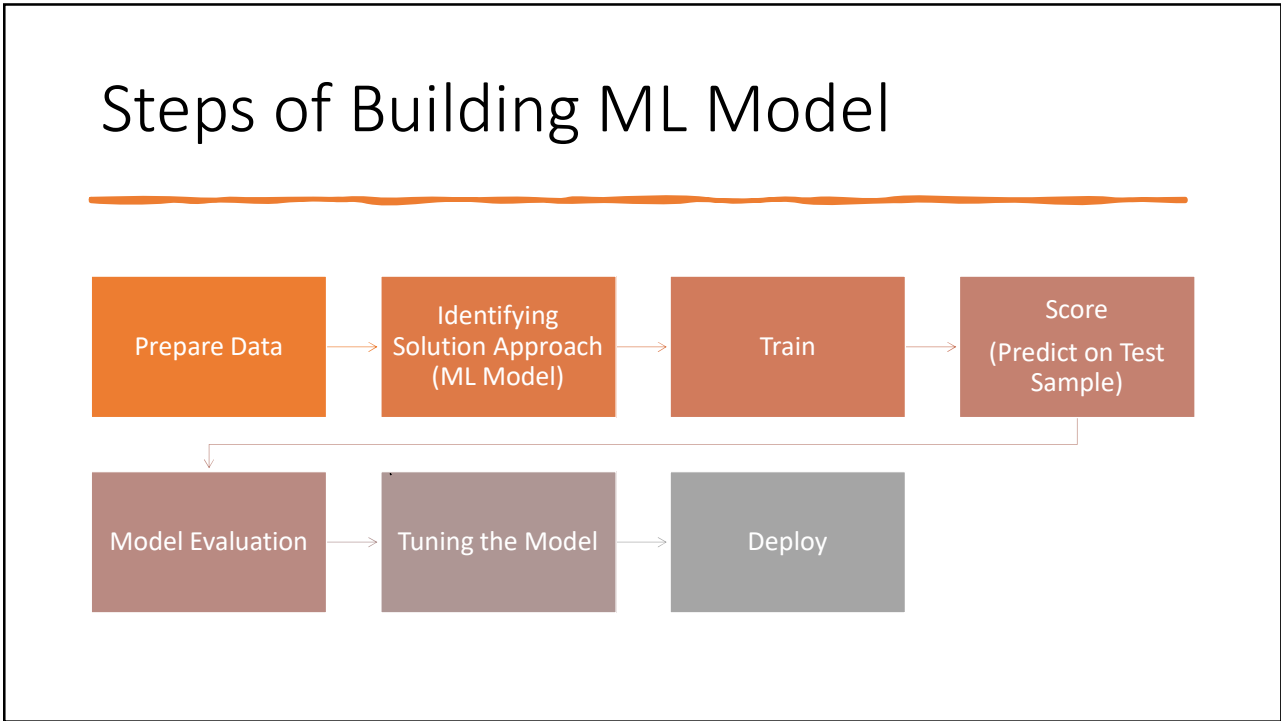 Steps of Building ML Model
Prepare Data
Identifying
Solution Approach
(ML Model)
Train
Score
(Predict on Test
Sample)
Model Evaluation
Tuning the Model
Deploy